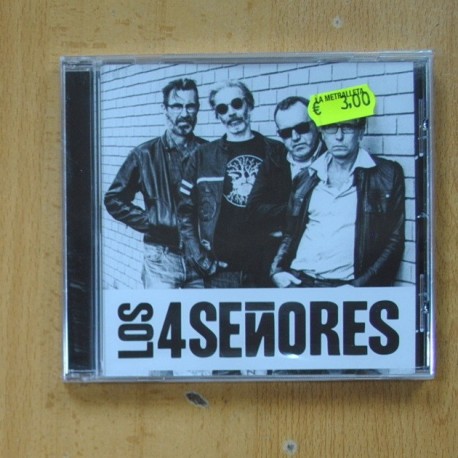 LA METRALLETA
€ 3,00
LOS 4SEÑORES